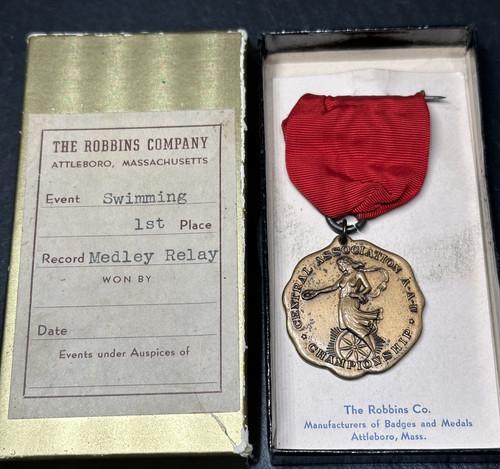 THE ROBBINS COMPANY
ATTLEBORO, MASSACHUSETTS
Event Swimming
1st Place
Record Medley Relay
WON BY
Date
Events under Auspices of
CENTRAL ASSOCIATION A-A-U
CHAMPIONSHIP
The Robbins Co.
Manufacturers of Badges and Medals
Attleboro, Mass.